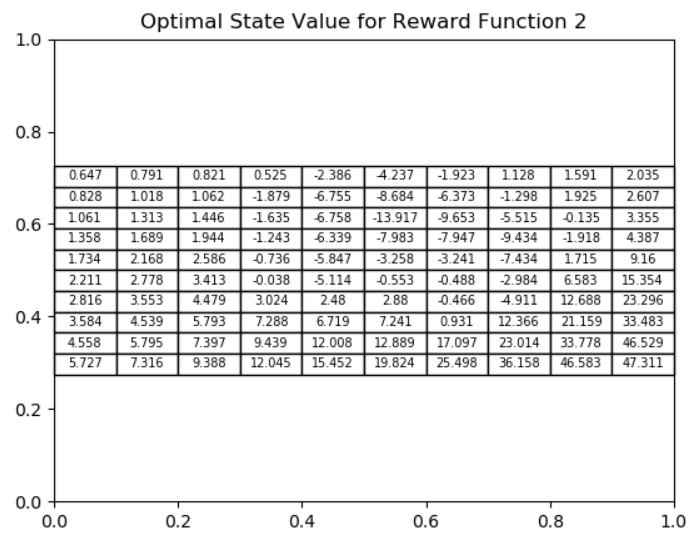 Optimal State Value for Reward Function 2
1.0
0.8
0.647 0.791 0.821 0.525 -2.386 -4.237 -1.923 1.128 1.591 2.035
0.828 1.018 1.062 -1.879 -6.755 -8.684 -6.373 -1.298 1.925 2.607
0.6 1.061 1.313 1.446 -1.635 -6.758 -13.917 -9.653 -5.515 -0.135 3.355
1.358 1.689 1.944 -1.243 -6.339 -7.983 -7.947 -9.434 -1.918 4.387
1.734 2.168 2.586 -0.736 -5.847 -3.258 -3.241 -7.434 1.715 9.16
2.211 2.778 3.413 -0.038 -5.114 -0.553 -0.488 -2.984 6.583 15.354
2.816 3.553 4.479 3.024 2.48 2.88 -0.466 -4.911 12.688 23.296
0.4 3.584 4.539 5.793 7.288 6.719 7.241 0.931 12.366 21.159 33.483
4.558 5.795 7.397 9.439 12.008 12.889 17.097 23.014 33.778 46.529
5.727 7.316 9.388 12.045 15.452 19.824 25.498 36.158 46.583 47.311
0.2
0.0
0.0 0.2 0.4 0.6 0.8 1.0